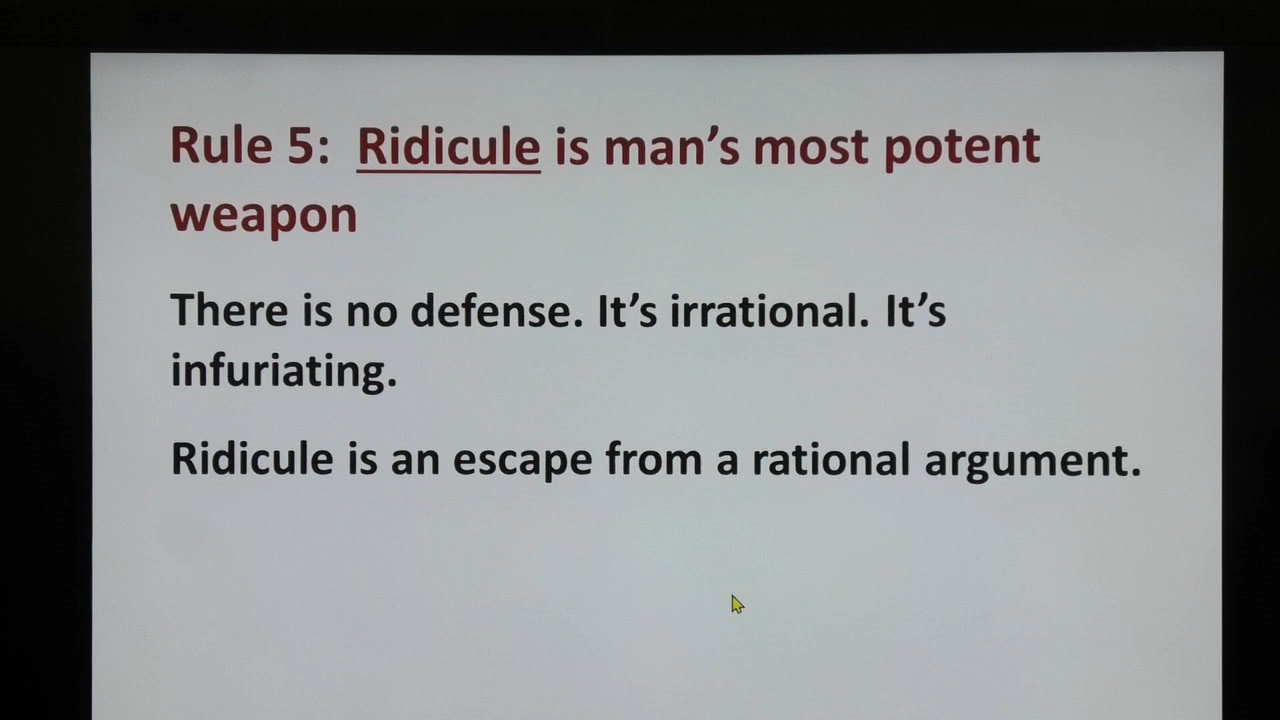 Rule 5:  Ridicule is man’s most potent
weapon
There is no defense. It’s irrational. It’s
infuriating.
Ridicule is an escape from a rational argument.